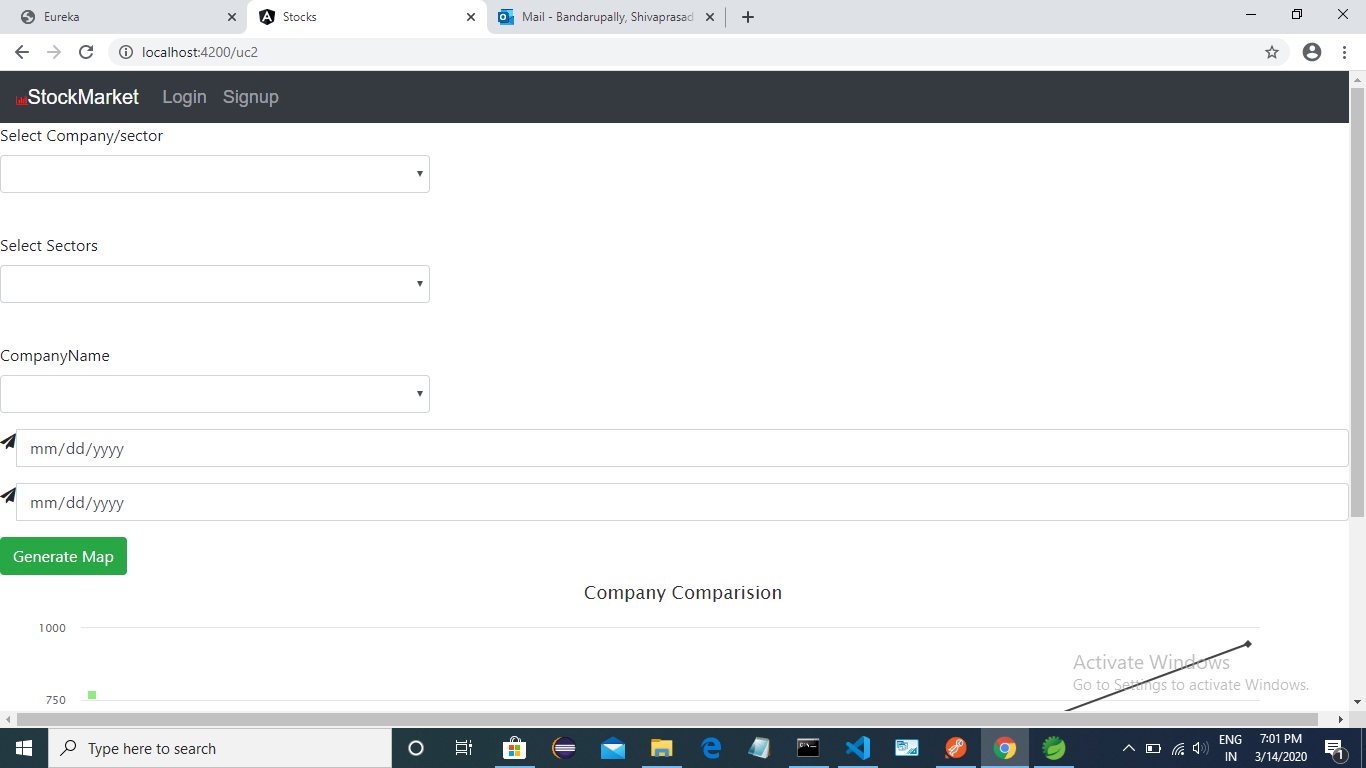 Eureka
Stocks
Mail - Bandarupally, Shivaprasad
localhost:4200/uc2
StockMarket Login Signup
Select Company/sector
Select Sectors
CompanyName
mm/dd/yyyy
mm/dd/yyyy
Generate Map
Company Comparision
1000
750
Activate Windows
Go to Settings to activate Windows.
Type here to search
ENG
IN
7:01 PM
3/14/2020
1